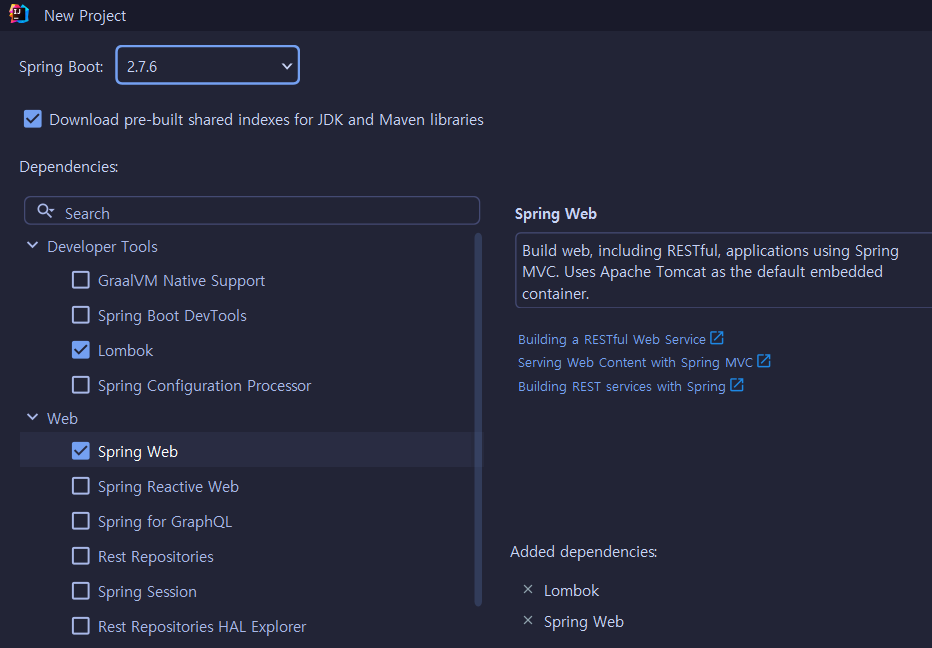 New Project
Spring Boot: 2.7.6
Download pre-built shared indexes for JDK and Maven libraries
Dependencies:
Search
Developer Tools
GraalVM Native Support
Spring Boot DevTools
Lombok
Spring Configuration Processor
Web
Spring Web
Spring Reactive Web
Spring for GraphQL
Rest Repositories
Spring Session
Rest Repositories HAL Explorer
Spring Web
Build web, including RESTful, applications using Spring
MVC. Uses Apache Tomcat as the default embedded
container.
Building a RESTful Web Service
Serving Web Content with Spring MVC
Building REST services with Spring
Added dependencies:
× Lombok
× Spring Web